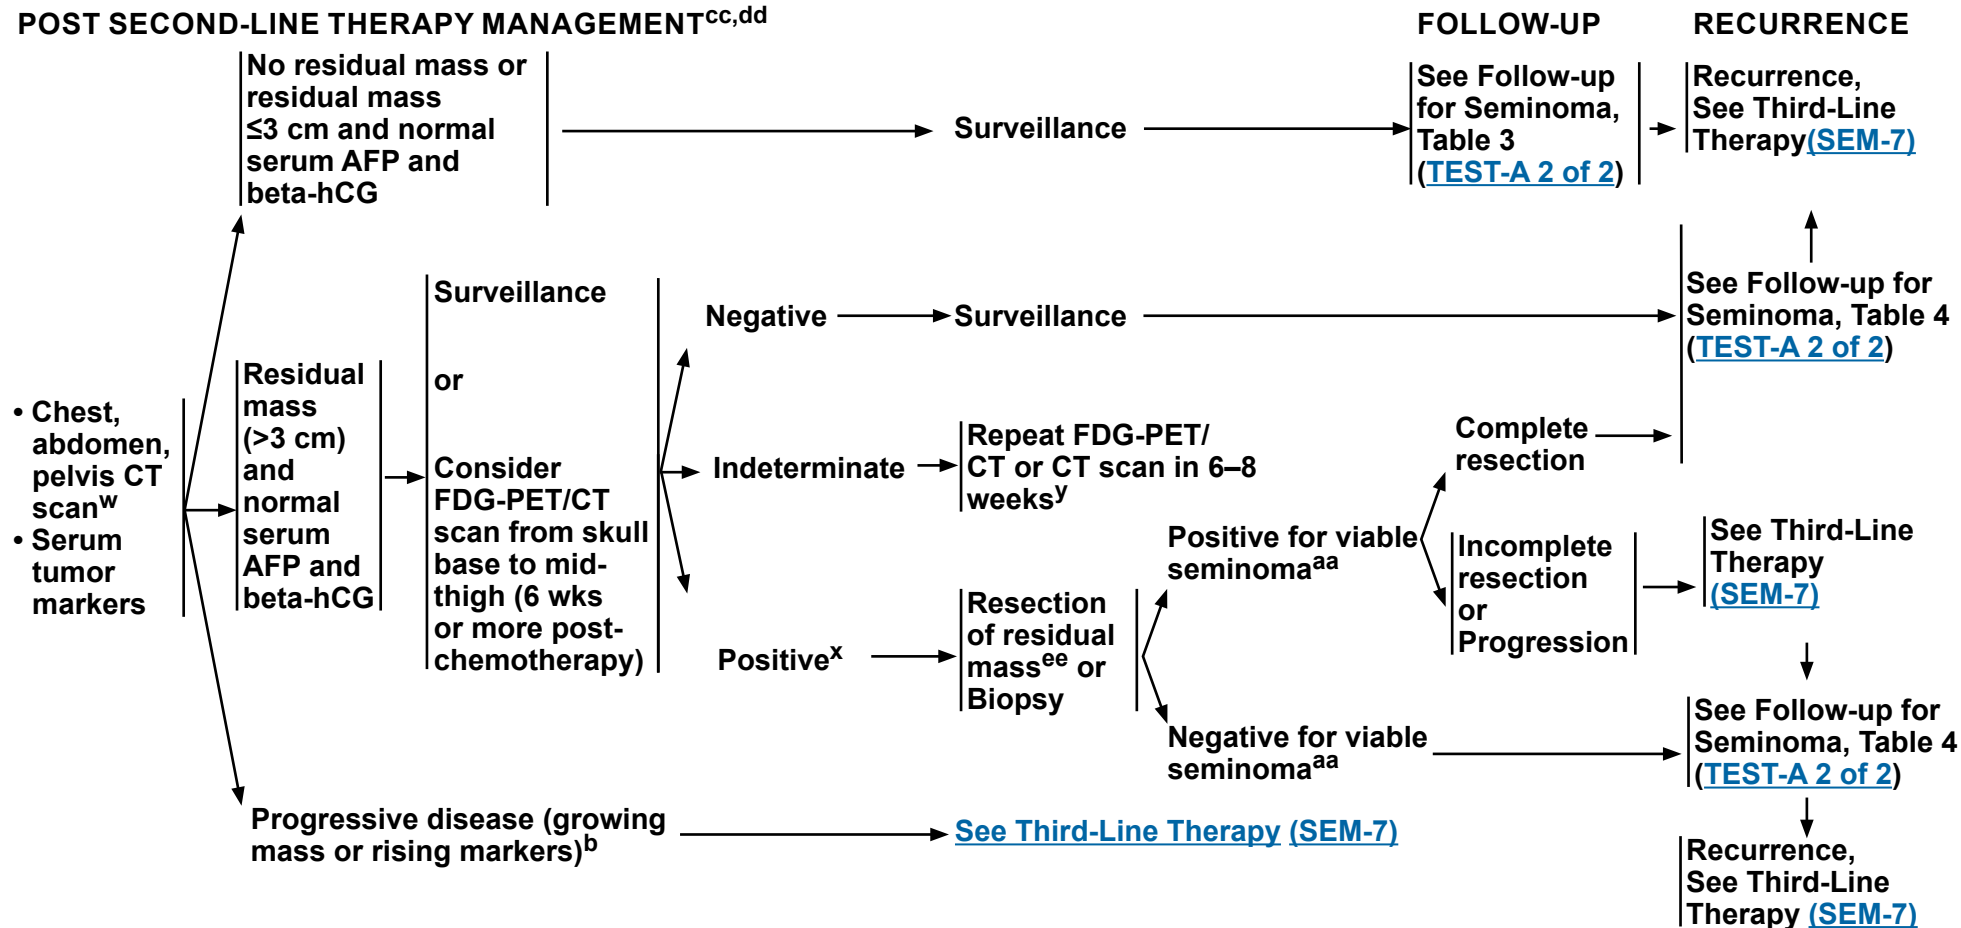 POST SECOND-LINE THERAPY MANAGEMENTcc,dd
FOLLOW-UP
RECURRENCE
No residual mass or
residual mass
≤3 cm and normal
serum AFP and
beta-hCG
Surveillance
See Follow-up
for Seminoma,
Table 3
(TEST-A 2 of 2)
Recurrence,
See Third-Line
Therapy(SEM-7)
• Chest,
abdomen,
pelvis CT
scanw
• Serum
tumor
markers
Residual
mass
(>3 cm)
and
normal
serum
AFP and
beta-hCG
Surveillance
or
Consider
FDG-PET/CT
scan from skull
base to mid-
thigh (6 wks
or more post-
chemotherapy)
Negative
Surveillance
See Follow-up for
Seminoma, Table 4
(TEST-A 2 of 2)
Indeterminate
Repeat FDG-PET/
CT or CT scan in 6–8
weeksy
Positivex
Resection
of residual
massee or
Biopsy
Positive for viable
seminomaaa
Complete
resection
Incomplete
resection
or
Progression
See Third-Line
Therapy
(SEM-7)
Negative for viable
seminomaaa
See Follow-up for
Seminoma, Table 4
(TEST-A 2 of 2)
Progressive disease (growing
mass or rising markers)b
See Third-Line Therapy (SEM-7)
Recurrence,
See Third-Line
Therapy (SEM-7)